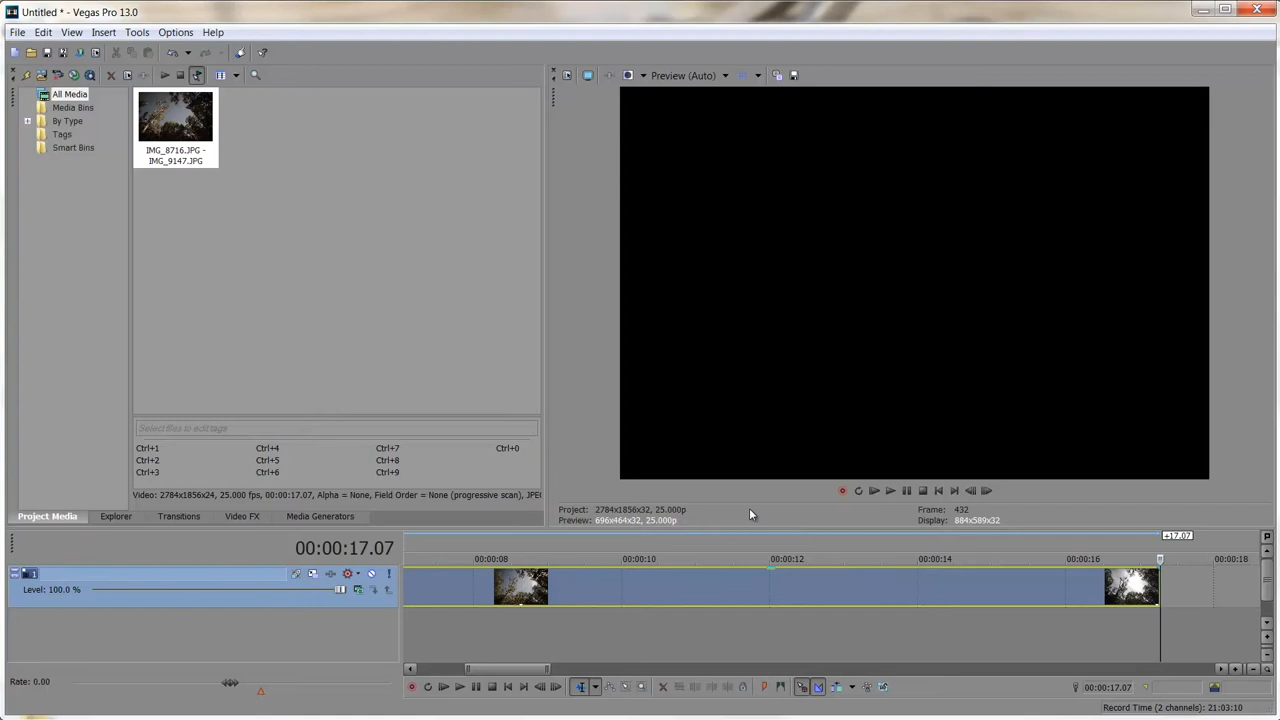 Untitled * - Vegas Pro 13.0
File Edit View Insert Tools Options Help
Preview (Auto)
All Media
Media Bins
By Type
Tags
Smart Bins
IMG_8716.JPG -
IMG_9147.JPG
Select files to edit tags
Ctrl+1 Ctrl+4 Ctrl+7 Ctrl+0
Ctrl+2 Ctrl+5 Ctrl+8
Ctrl+3 Ctrl+6 Ctrl+9
Video: 2784x1856x24, 25.000 fps, 00:00:17.07, Alpha = None, Field Order = None (progressive scan), JPEG
Project Media Explorer Transitions Video FX Media Generators
Project: 2784x1856x32, 25.000p
Preview: 696x464x32, 25.000p
Frame: 432
Display: 884x589x32
00:00:17.07
+17.07
00:00:08 00:00:10 00:00:12 00:00:14 00:00:16 00:00:18
1
Level: 100.0 %
Rate: 0.00
00:00:17.07
Record Time (2 channels): 21:03:10